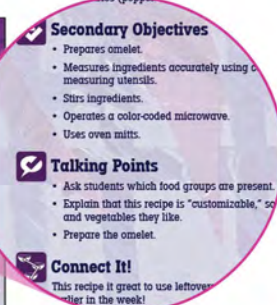 Secondary Objectives
• Prepares omelet.
• Measures ingredients accurately using
measuring utensils.
• Stirs ingredients.
• Operates a color-coded microwave.
• Uses oven mitts.
Talking Points
• Ask students which food groups are present.
• Explain that this recipe is "customizable,"
and vegetables they like.
• Prepare the omelet.
Connect It!
This recipe it great to use
in the week!